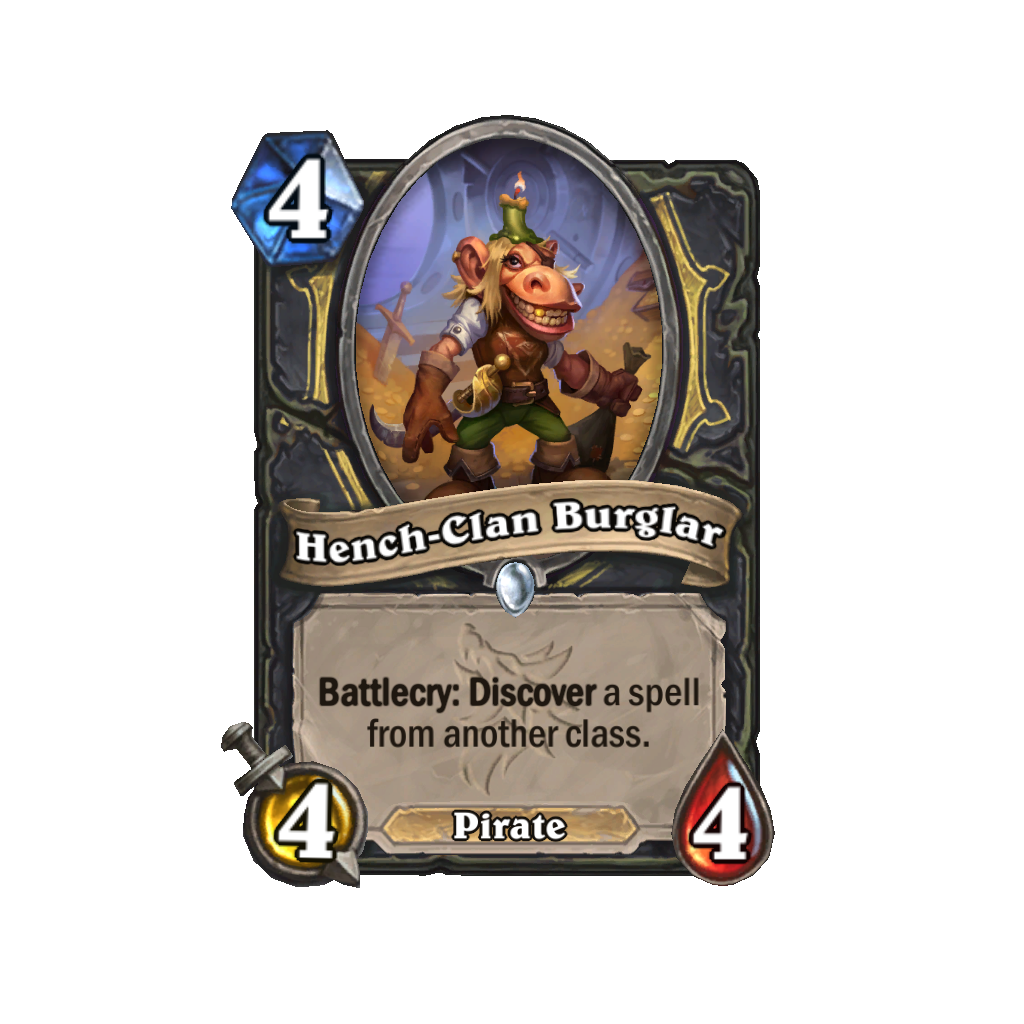 4
Hench-Clan Burglar
Battlecry: Discover a spell
from another class.
4
Pirate
4